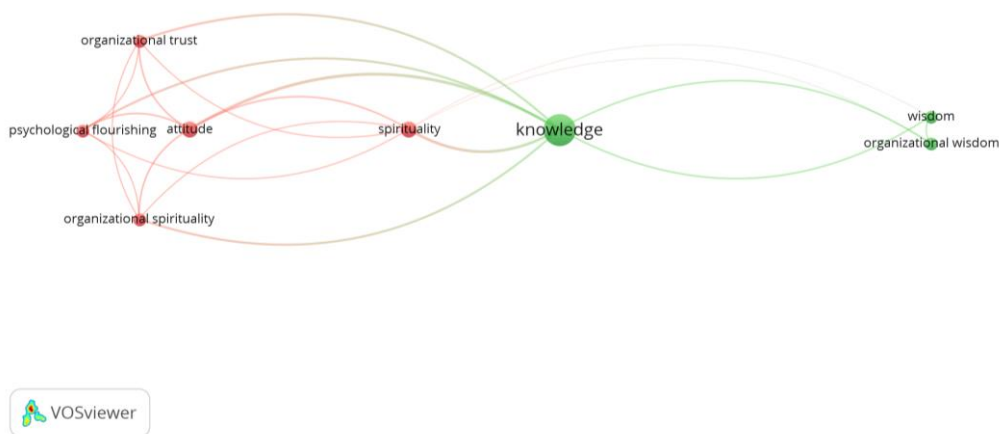 organizational trust
psychological flourishing
attitude
spirituality
knowledge
wisdom
organizational wisdom
organizational spirituality
VOSviewer